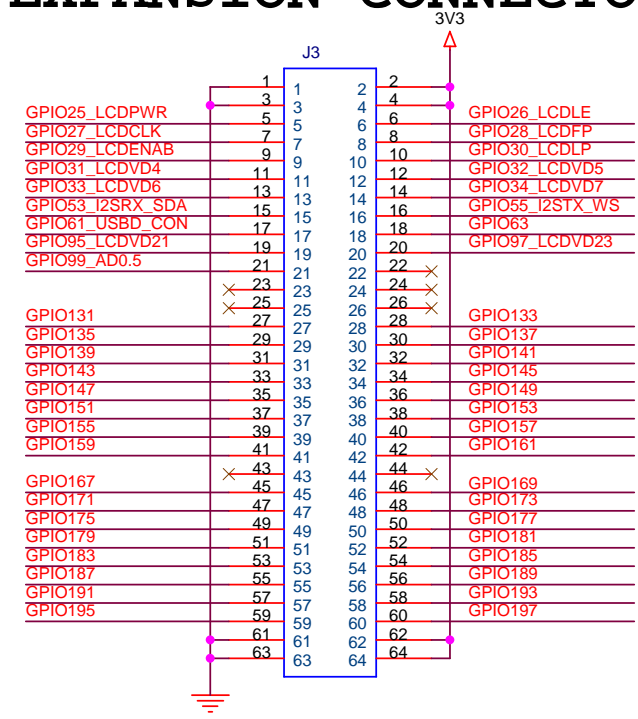 EXPANSION CONNECTO
3V3
J3
1 1 2 2
3 3 4 4
GPIO25_LCDPWR 5 5 6 6 GPIO26_LCDLE
GPIO27_LCDCLK 7 7 8 8 GPIO28_LCDFP
GPIO29_LCDENAB 9 9 10 10 GPIO30_LCDLP
GPIO31_LCDVD4 11 11 12 12 GPIO32_LCDVD5
GPIO33_LCDVD6 13 13 14 14 GPIO34_LCDVD7
GPIO53_I2SRX_SDA 15 15 16 16 GPIO55_I2STX_WS
GPIO61_USBD_CON 17 17 18 18 GPIO63
GPIO95_LCDVD21 19 19 20 20 GPIO97_LCDVD23
GPIO99_AD0.5 21 21 22 22
23 23 24 24
25 25 26 26
GPIO131 27 27 28 28 GPIO133
GPIO135 29 29 30 30 GPIO137
GPIO139 31 31 32 32 GPIO141
GPIO143 33 33 34 34 GPIO145
GPIO147 35 35 36 36 GPIO149
GPIO151 37 37 38 38 GPIO153
GPIO155 39 39 40 40 GPIO157
GPIO159 41 41 42 42 GPIO161
43 43 44 44
GPIO167 45 45 46 46 GPIO169
GPIO171 47 47 48 48 GPIO173
GPIO175 49 49 50 50 GPIO177
GPIO179 51 51 52 52 GPIO181
GPIO183 53 53 54 54 GPIO185
GPIO187 55 55 56 56 GPIO189
GPIO191 57 57 58 58 GPIO193
GPIO195 59 59 60 60 GPIO197
61 61 62 62
63 63 64 64